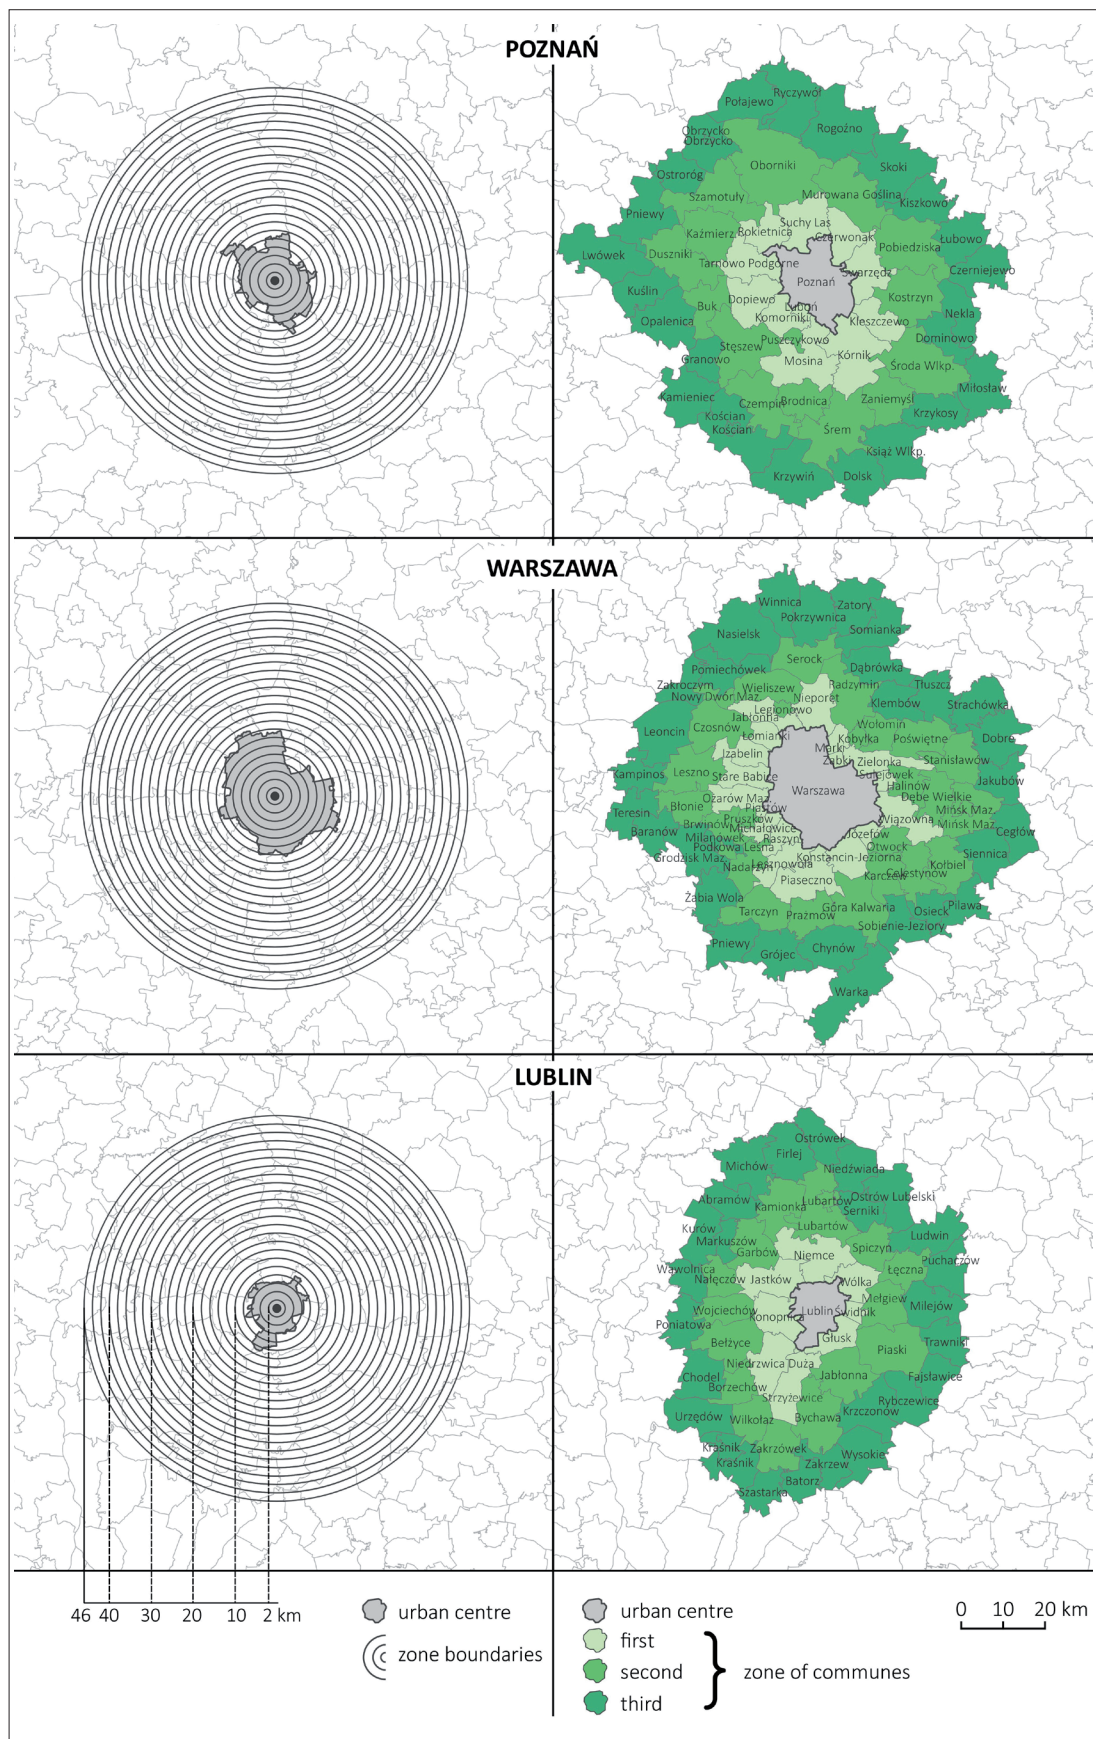 POZNAŃ
Ryczywół
Połajewo
Rogoźno
Obrzycko
Obrzycko
Oborniki
Skoki
Ostroróg
Murowana Goślina
Szamotuły
Kiszkowo
Pniewy
Suchy Las
Rokietnica
Czerwonak
Kaźmierz
Łubowo
Pobiedziska
Lwówek
Duszniki
Tarnowo Podgórne
Swarzędz
Czerniejewo
Poznań
Kuślin
Dopiewo
Kostrzyn
Buk
Luboń
Komorniki
Nekla
Opalenica
Kleszczewo
Puszczykowo
Dominowo
Stęszew
Granowo
Mosina
Kórnik
Środa Wlkp.
Miłosław
Kamieniec
Czempiń
Brodnica
Zaniemyśl
Krzykosy
Kościan
Kościan
Śrem
Książ Wlkp.
Krzywiń
Dolsk
WARSZAWA
Winnica
Zatory
Pokrzywnica
Somianka
Nasielsk
Serock
Dąbrówka
Pomiechówek
Zakroczym
Wieliszew
Radzymin
Tłuszcz
Nowy Dwór Maz.
Nieporęt
Klembów
Strachówka
Legionowo
Jabłonna
Leoncin
Czosnów
Wołomin
Łomianki
Kobyłka
Poświętne
Dobre
Izabelin
Marki
Ząbki
Zielonka
Stanisławów
Kampinos
Leszno
Stare Babice
Sulejówek
Jakubów
Halinów
Warszawa
Ożarów Maz.
Dębe Wielkie
Błonie
Piastów
Mińsk Maz.
Teresin
Pruszków
Wiązowna
Brwinów
Michałowice
Mińsk Maz.
Baranów
Milanówek
Raszyn
Józefów
Cegłów
Podkowa Leśna
Otwock
Grodzisk Maz.
Lesznowola
Konstancin-Jeziorna
Siennica
Nadarzyn
Kołbiel
Piaseczno
Karczew
Celestynów
Żabia Wola
Tarczyn
Prażmów
Góra Kalwaria
Osieck
Pilawa
Sobienie-Jeziory
Pniewy
Grójec
Chynów
Warka
LUBLIN
Ostrówek
Firlej
Michów
Niedźwiada
Abramów
Lubartów
Ostrów Lubelski
Kamionka
Serniki
Kurów
Lubartów
Ludwin
Markuszów
Garbów
Niemce
Spiczyn
Puchaczów
Wąwolnica
Łęczna
Nałęczów
Jastków
Wólka
Mełgiew
Wojciechów
Konopnica
Lublin
Świdnik
Milejów
Poniatowa
Bełżyce
Głusk
Trawniki
Piaski
Niedrzwica Duża
Chodel
Jabłonna
Fajsławice
Borzechów
Strzyżewice
Rybczewice
Urzędów
Wilkołaz
Bychawa
Krzczonów
Kraśnik
Zakrzówek
Wysokie
Kraśnik
Zakrzew
Batorz
Szastarka
46 40 30 20 10 2 km
urban centre
zone boundaries
urban centre
first
second
third
zone of communes
0 10 20 km